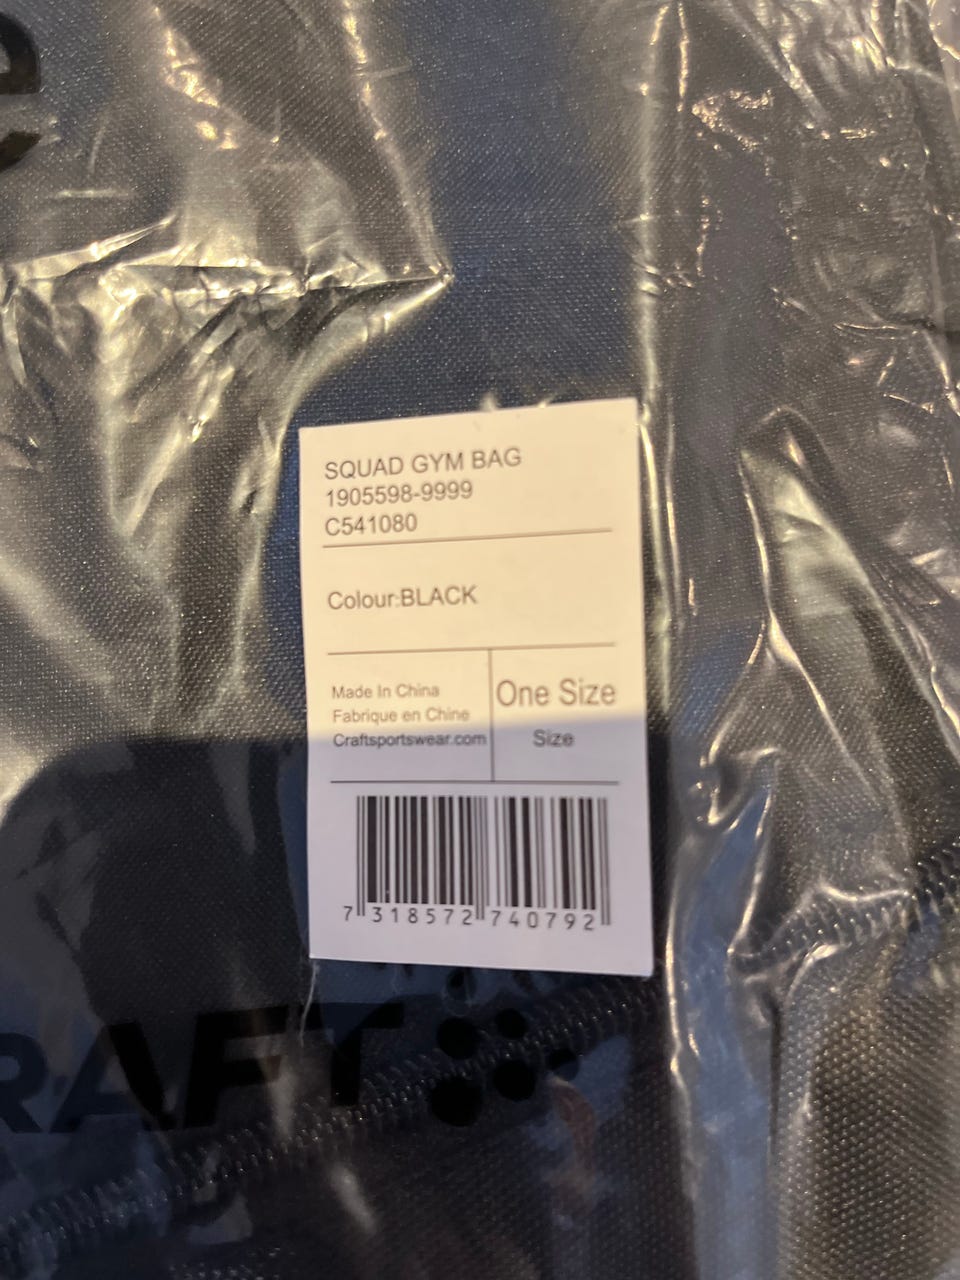 e
SQUAD GYM BAG
1905598-9999
C541080
Colour:BLACK
Made In China
Fabrique en Chine
Craftsportswear.com
One Size
Size
7 318572 740792
RAFT